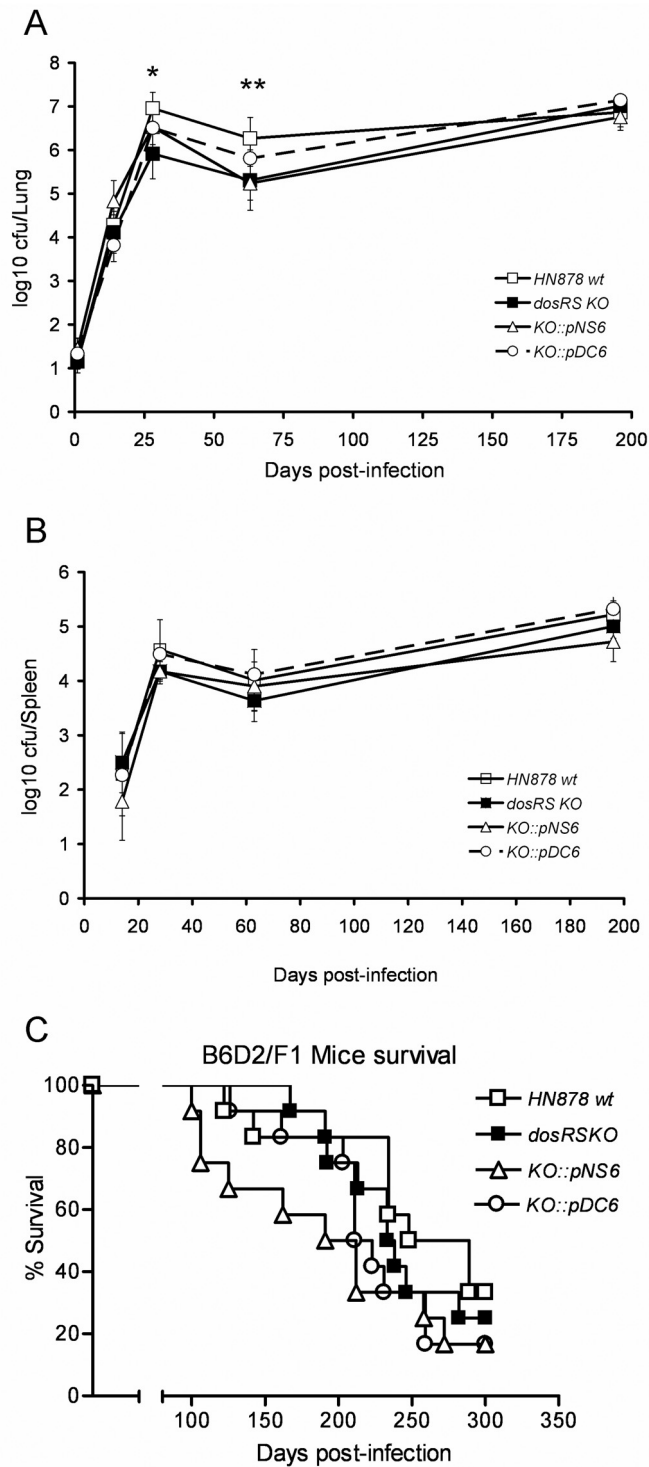 A
*
**
log10 cfu/Lung
8
7
6
5
4
3
2
1
0
HN878 wt
dosRS KO
KO::pNS6
KO::pDC6
0 25 50 75 100 125 150 175 200
Days post-infection
B
log10 cfu/Spleen
6
5
4
3
2
1
0
HN878 wt
dosRS KO
KO::pNS6
KO::pDC6
0 20 40 60 80 100 120 140 160 180 200
Days post-infection
C
B6D2/F1 Mice survival
% Survival
100
80
60
40
20
0
HN878 wt
dosRSKO
KO::pNS6
KO::pDC6
100 150 200 250 300 350
Days post-infection